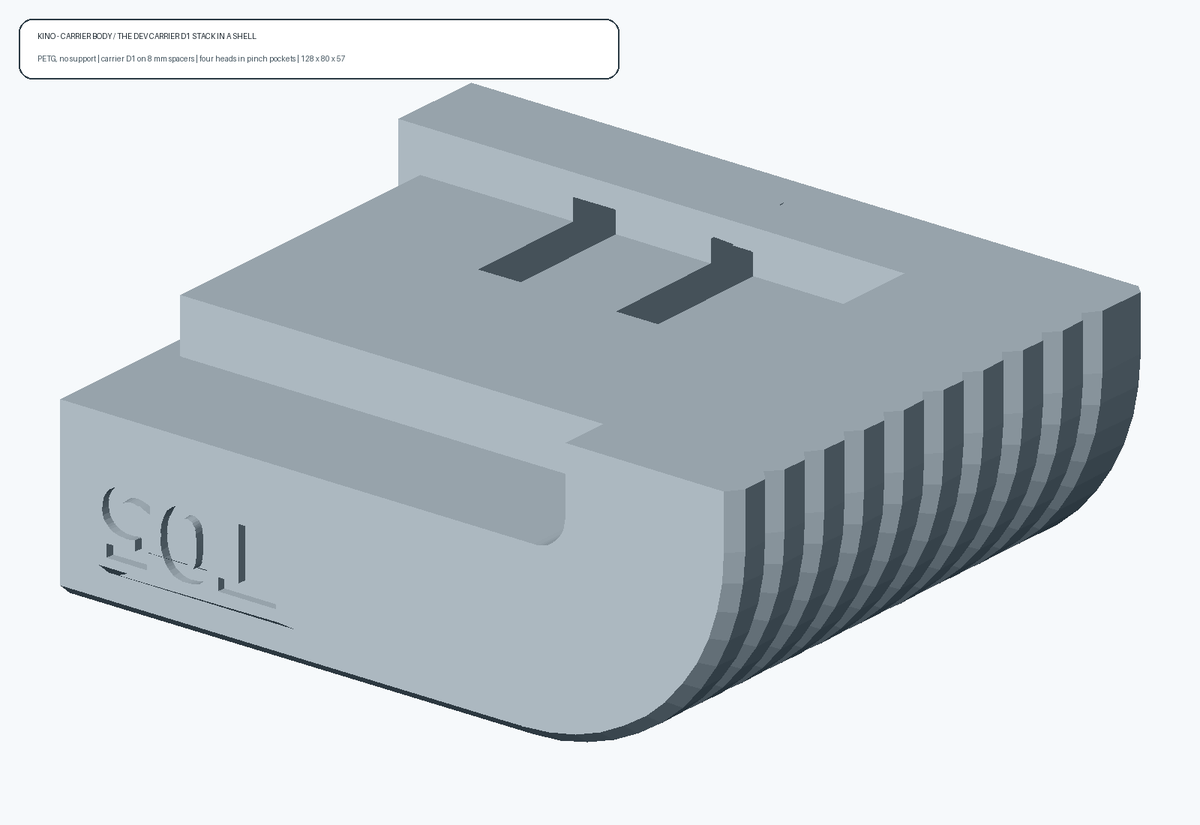 KINO - CARRIER BODY / THE DEV CARRIER D1 STACK IN A SHELL
PETG, no support | carrier D1 on 8 mm spacers | four heads in pinch pockets | 128 x 80 x 57